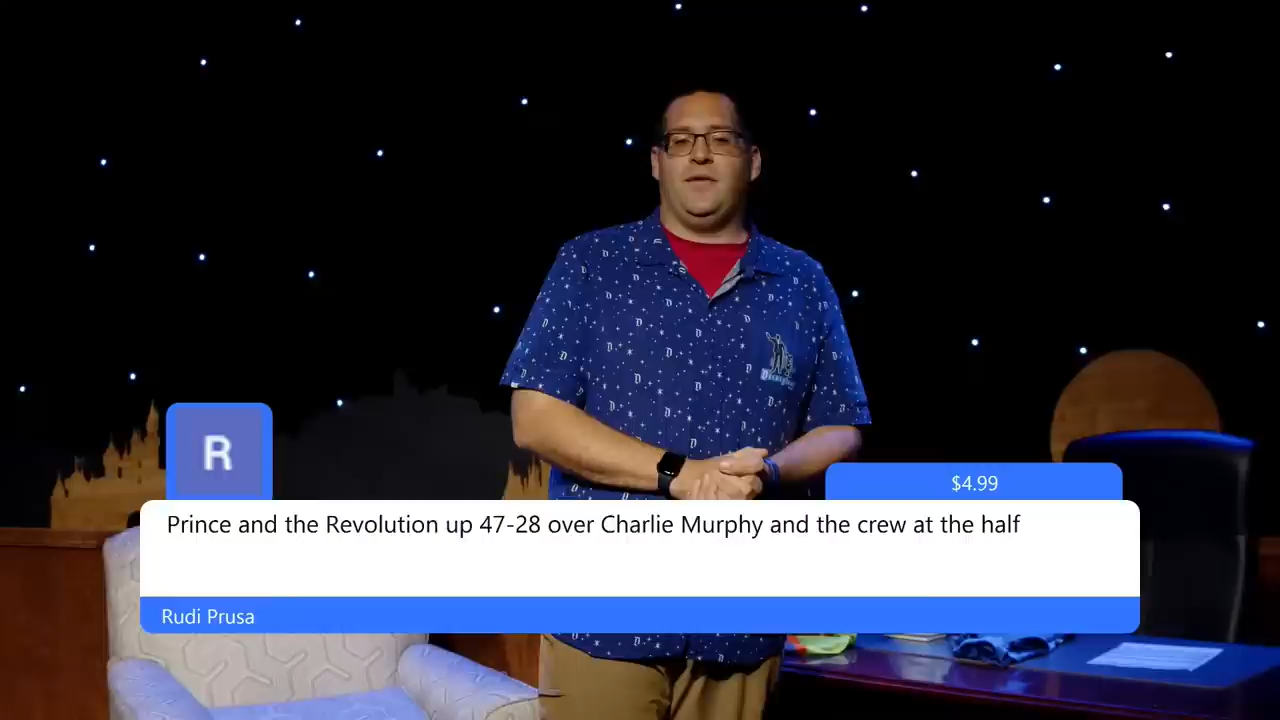 R
$4.99
Prince and the Revolution up 47-28 over Charlie Murphy and the crew at the half
Rudi Prusa